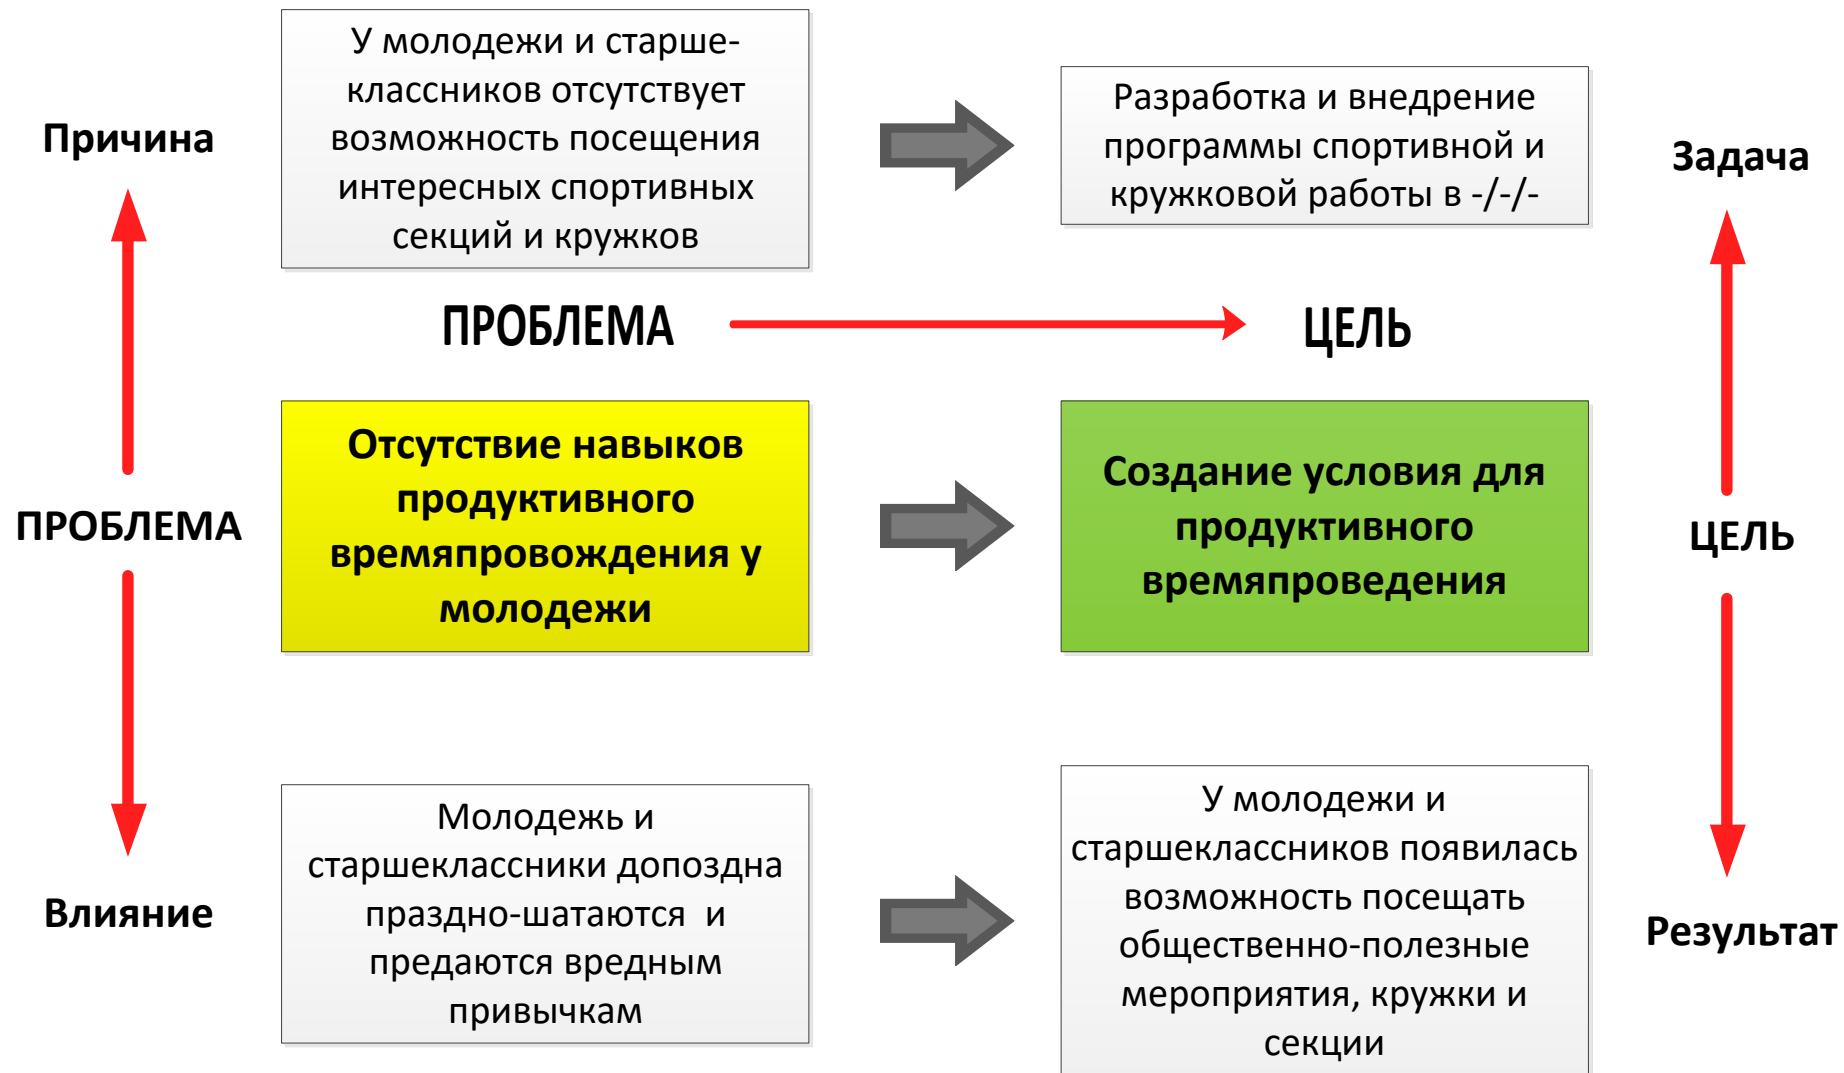 Причина
У молодежи и старше-
классников отсутствует
возможность посещения
интересных спортивных
секций и кружков
Разработка и внедрение
программы спортивной и
кружковой работы в -/-/-
Задача
ПРОБЛЕМА
ЦЕЛЬ
ПРОБЛЕМА
Отсутствие навыков
продуктивного
времяпровождения у
молодежи
Создание условия для
продуктивного
времяпроведения
ЦЕЛЬ
Влияние
Молодежь и
старшеклассники допоздна
праздно-шатаются и
предаются вредным
привычкам
У молодежи и
старшеклассников появилась
возможность посещать
общественно-полезные
мероприятия, кружки и
секции
Результат